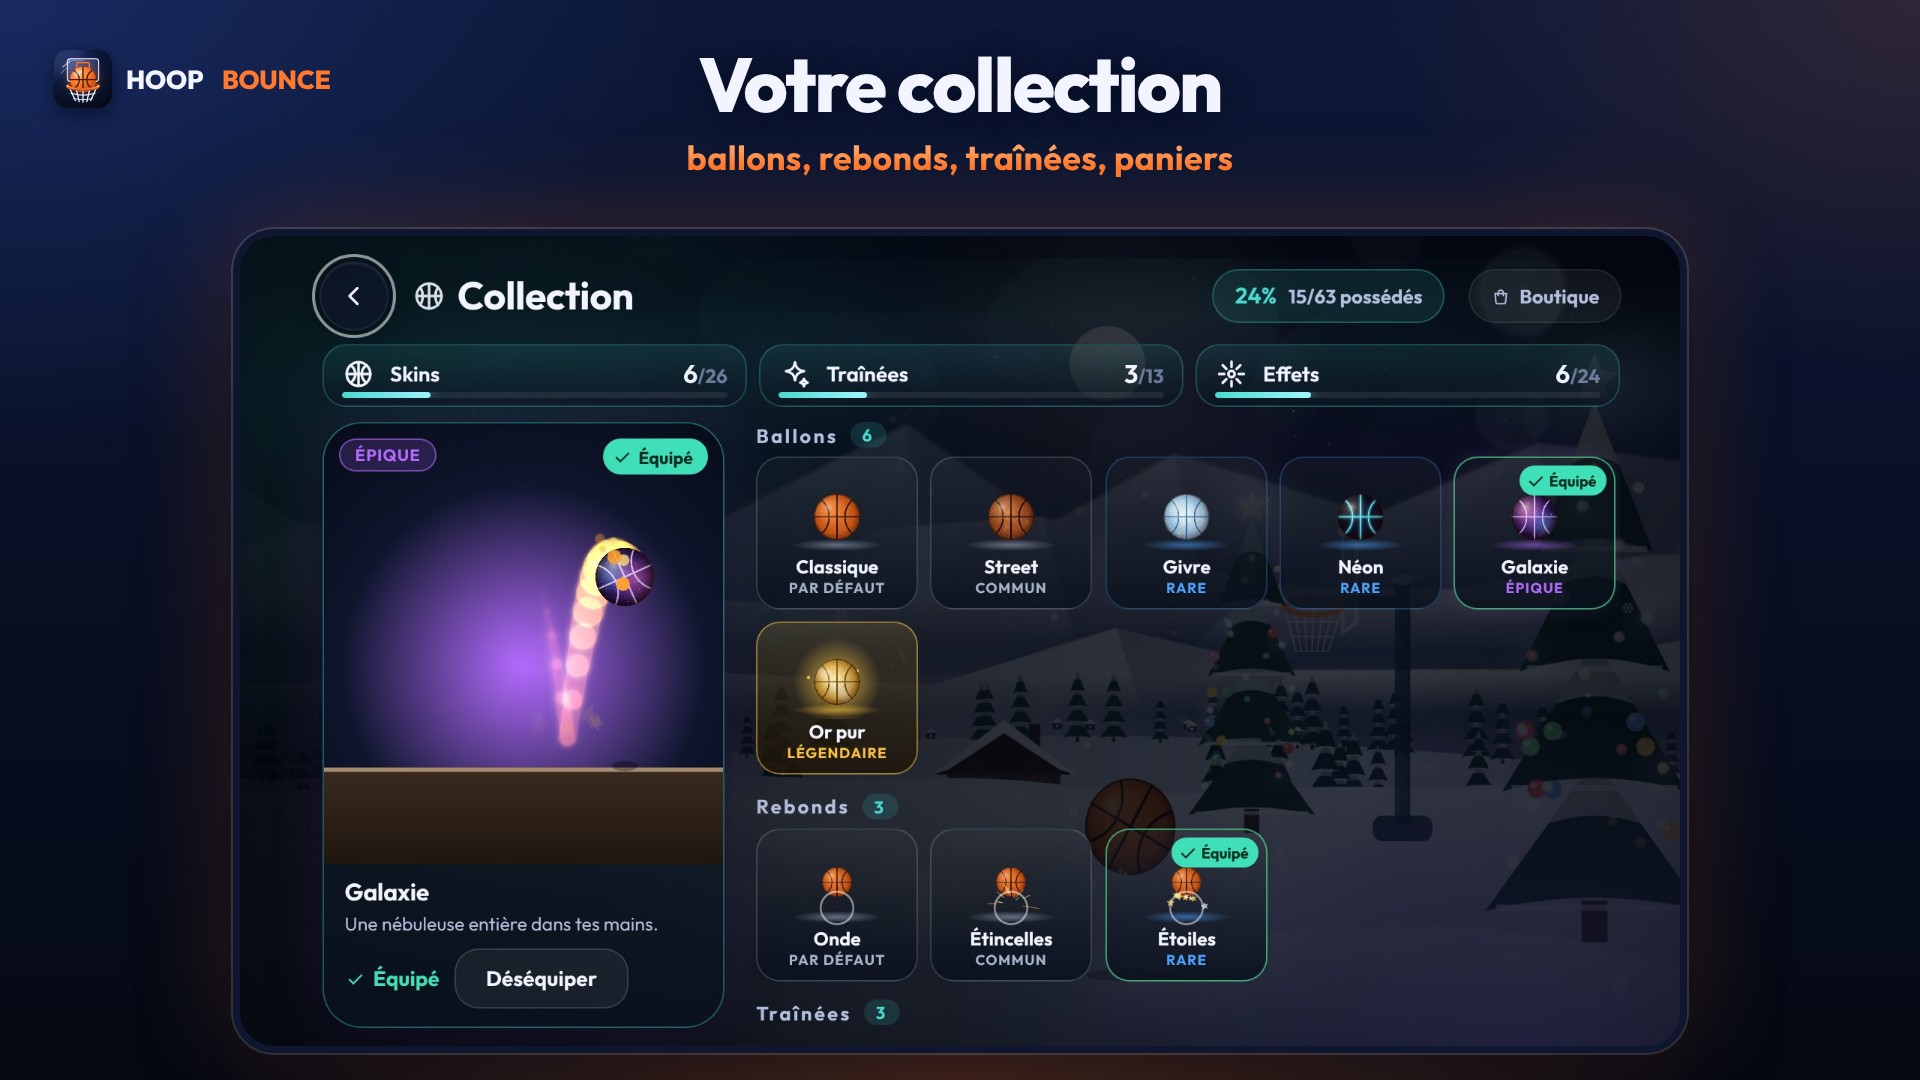 HOOP BOUNCE
Votre collection
ballons, rebonds, traînées, paniers
Collection
24% 15/63 possédés
Boutique
Skins 6/26
Traînées 3/13
Effets 6/24
ÉPIQUE
Équipé
Galaxie
Une nébuleuse entière dans tes mains.
Équipé
Déséquiper
Ballons 6
Classique
PAR DÉFAUT
Street
COMMUN
Givre
RARE
Néon
RARE
Équipé
Galaxie
ÉPIQUE
Or pur
LÉGENDAIRE
Rebonds 3
Onde
PAR DÉFAUT
Étincelles
COMMUN
Équipé
Étoiles
RARE
Traînées 3